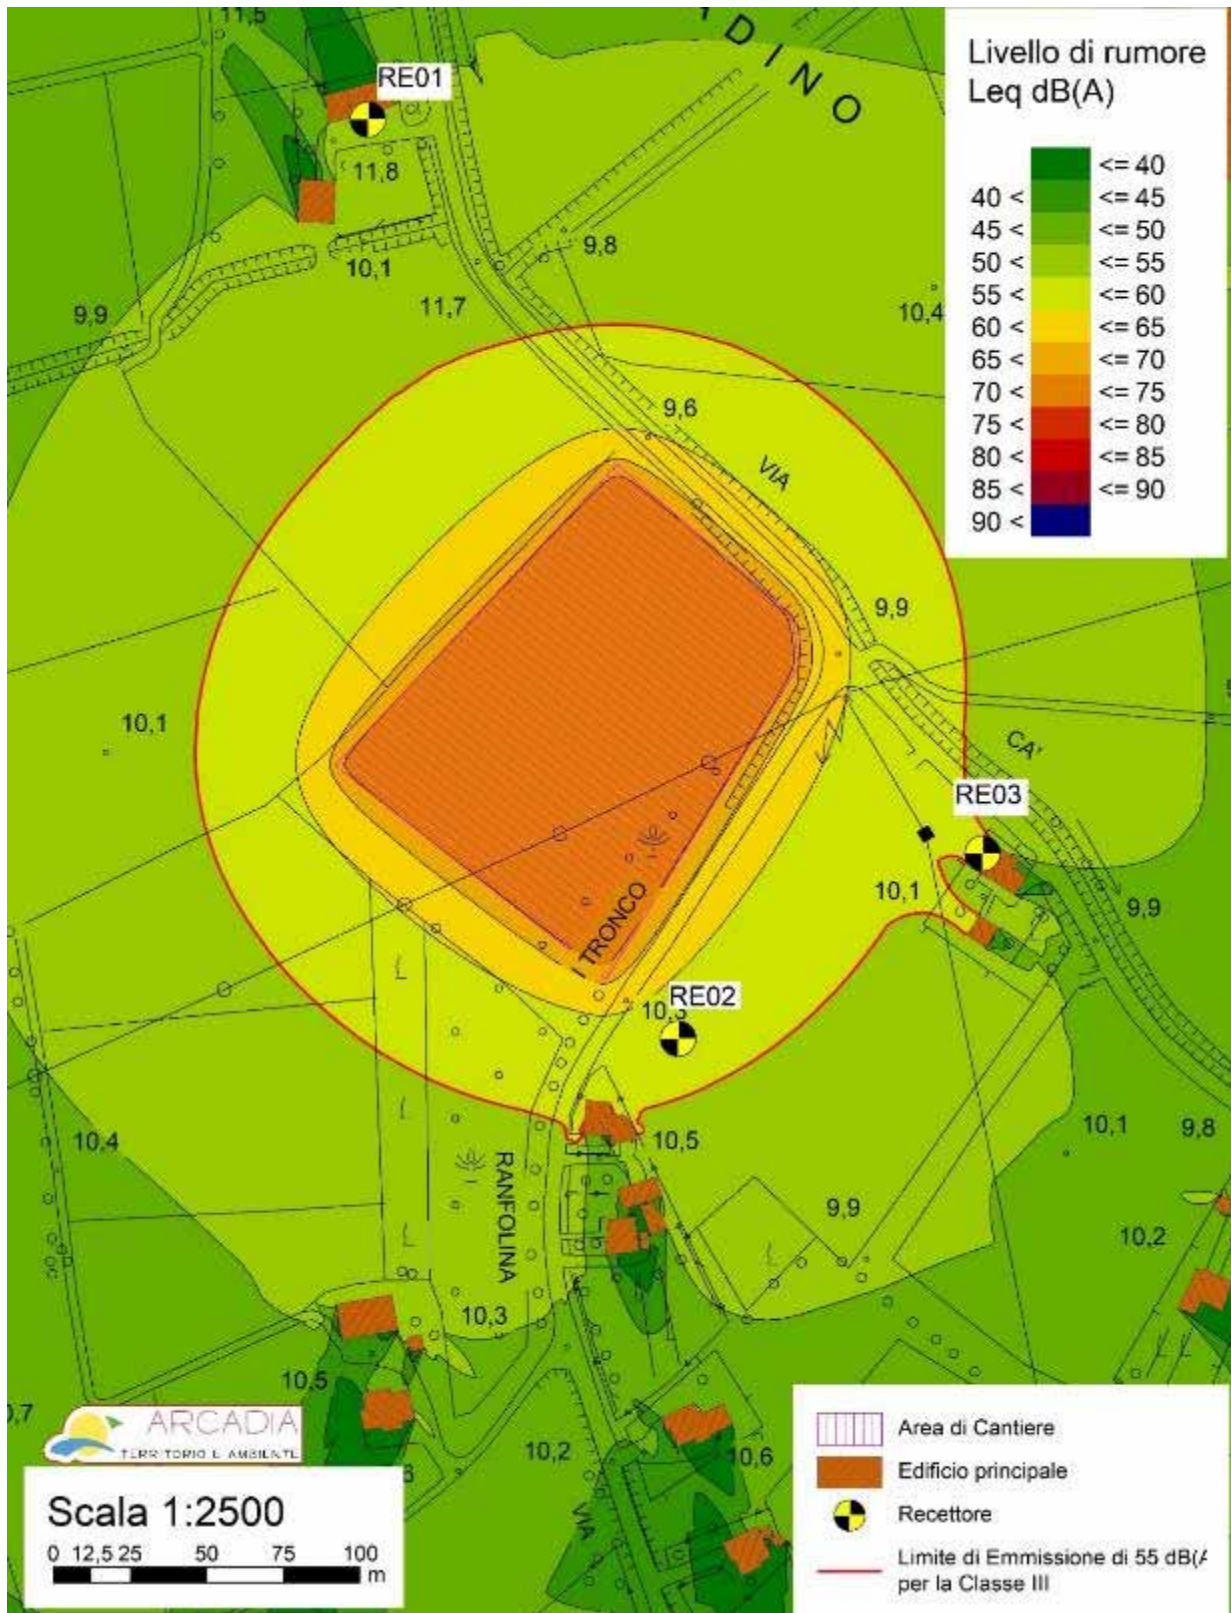 11,5
DINO
Livello di rumore
Leq dB(A)
<= 40
40 < <= 45
45 < <= 50
50 < <= 55
55 < <= 60
60 < <= 65
65 < <= 70
70 < <= 75
75 < <= 80
80 < <= 85
85 < <= 90
90 <
RE01
11,8
10,1
9,8
9,9
11,7
10,4
9,6
VIA
9,9
10,1
CA'
RE03
10,1
9,9
I TRONCO
RE02
10,3
10,4
10,5
10,1
9,8
RANFOLINA
9,9
10,2
10,3
10,5
10,2
10,6
VIA
ARCADIA
TERRITORIO E AMBIENTE
Scala 1:2500
0 12,5 25 50 75 100
m
Area di Cantiere
Edificio principale
Recettore
Limite di Emmissione di 55 dB(A
per la Classe III